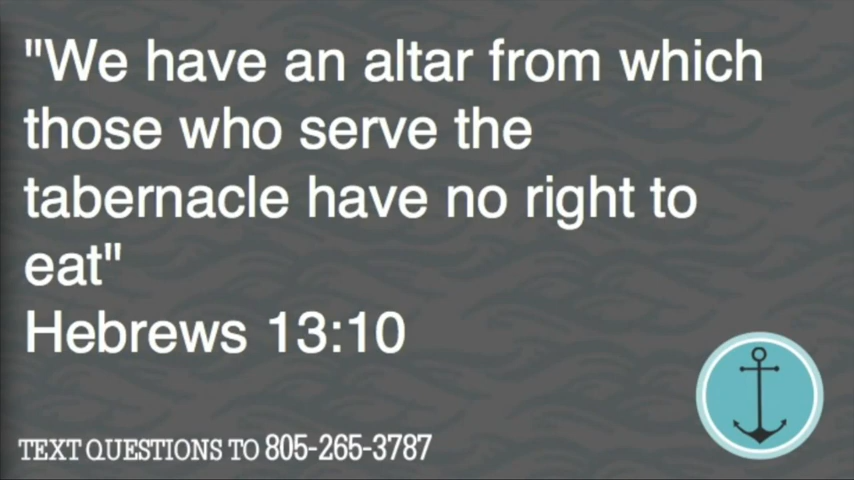 "We have an altar from which
those who serve the
tabernacle have no right to
eat"
Hebrews 13:10
TEXT QUESTIONS TO 805-265-3787